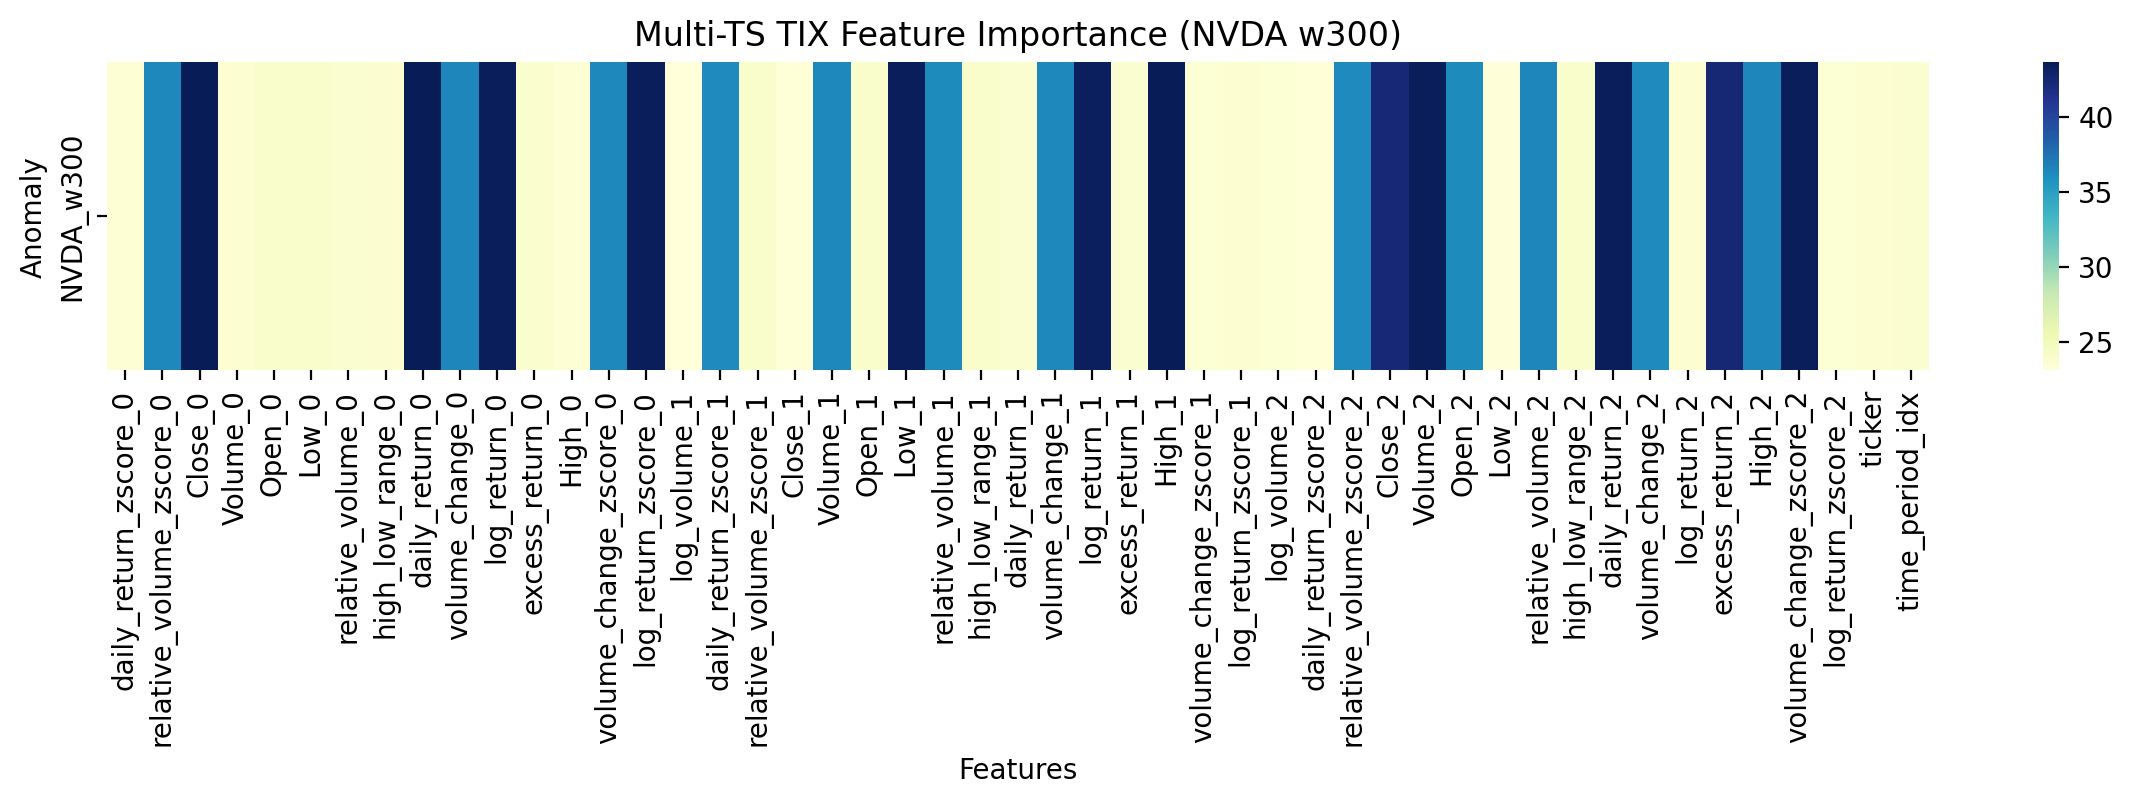 Multi-TS TIX Feature Importance (NVDA w300)
Anomaly
NVDA_w300
40
35
30
25
daily_return_zscore_0
relative_volume_zscore_0
Close_0
Volume_0
Open_0
Low_0
relative_volume_0
high_low_range_0
daily_return_0
volume_change_0
log_return_0
excess_return_0
High_0
volume_change_zscore_0
log_return_zscore_0
log_volume_1
daily_return_zscore_1
relative_volume_zscore_1
Close_1
Volume_1
Open_1
Low_1
relative_volume_1
high_low_range_1
daily_return_1
volume_change_1
log_return_1
excess_return_1
High_1
volume_change_zscore_1
log_return_zscore_1
log_volume_2
daily_return_zscore_2
relative_volume_zscore_2
Close_2
Volume_2
Open_2
Low_2
relative_volume_2
high_low_range_2
daily_return_2
volume_change_2
log_return_2
excess_return_2
High_2
volume_change_zscore_2
log_return_zscore_2
ticker
time_period_idx
Features